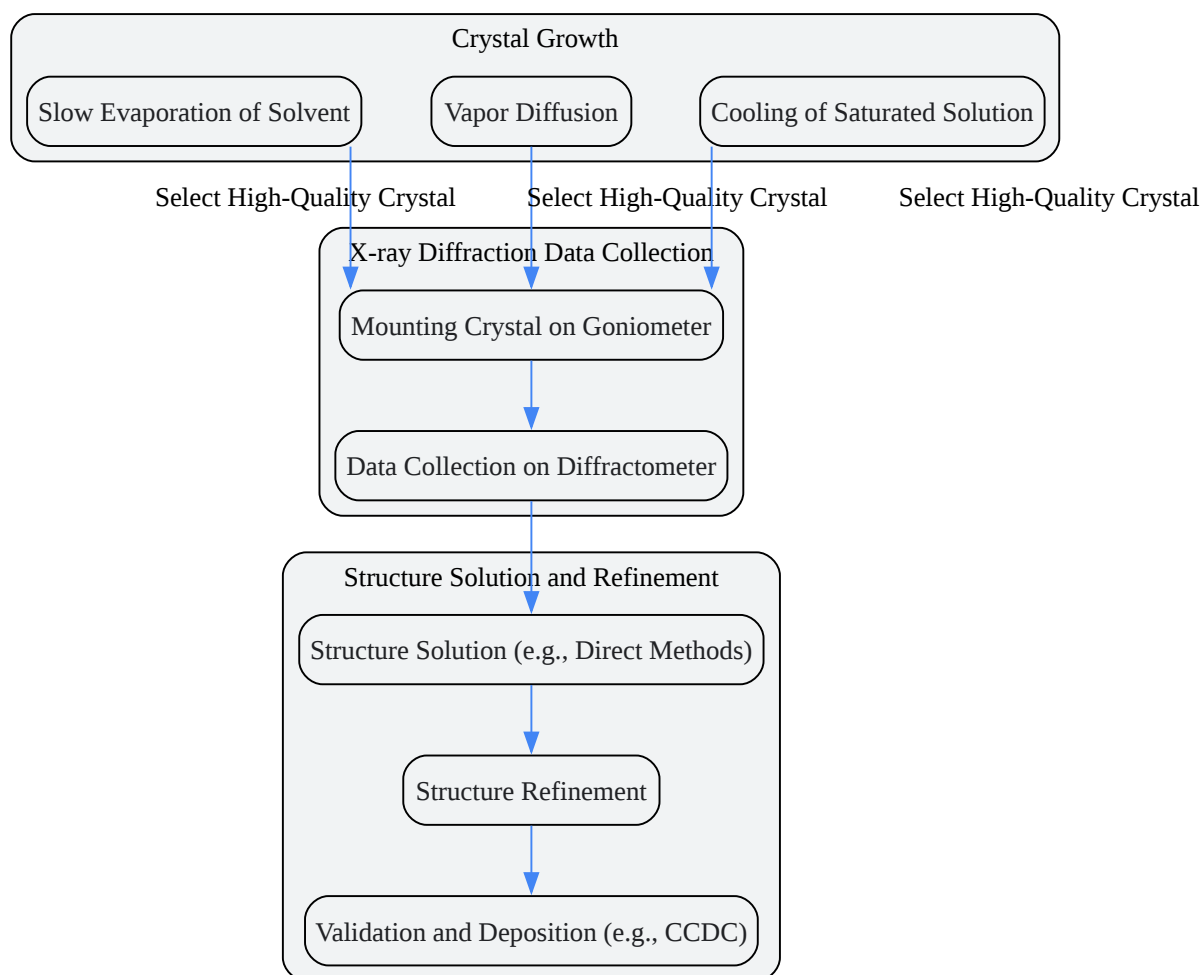 Crystal Growth
Slow Evaporation of Solvent
Vapor Diffusion
Cooling of Saturated Solution
Select High-Quality Crystal
Select High-Quality Crystal
Select High-Quality Crystal
X-ray Diffraction Data Collection
Mounting Crystal on Goniometer
Data Collection on Diffractometer
Structure Solution and Refinement
Structure Solution (e.g., Direct Methods)
Structure Refinement
Validation and Deposition (e.g., CCDC)